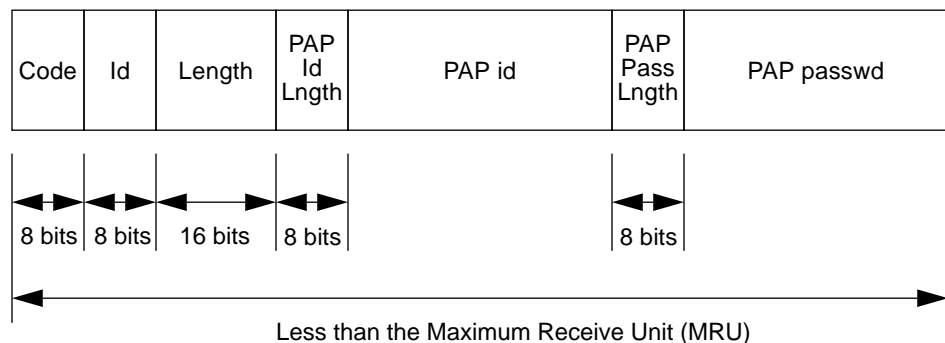 Code
Id
Length
PAP
Id
Lngth
PAP id
PAP
Pass
Lngth
PAP passwd
8 bits
8 bits
16 bits
8 bits
8 bits
Less than the Maximum Receive Unit (MRU)